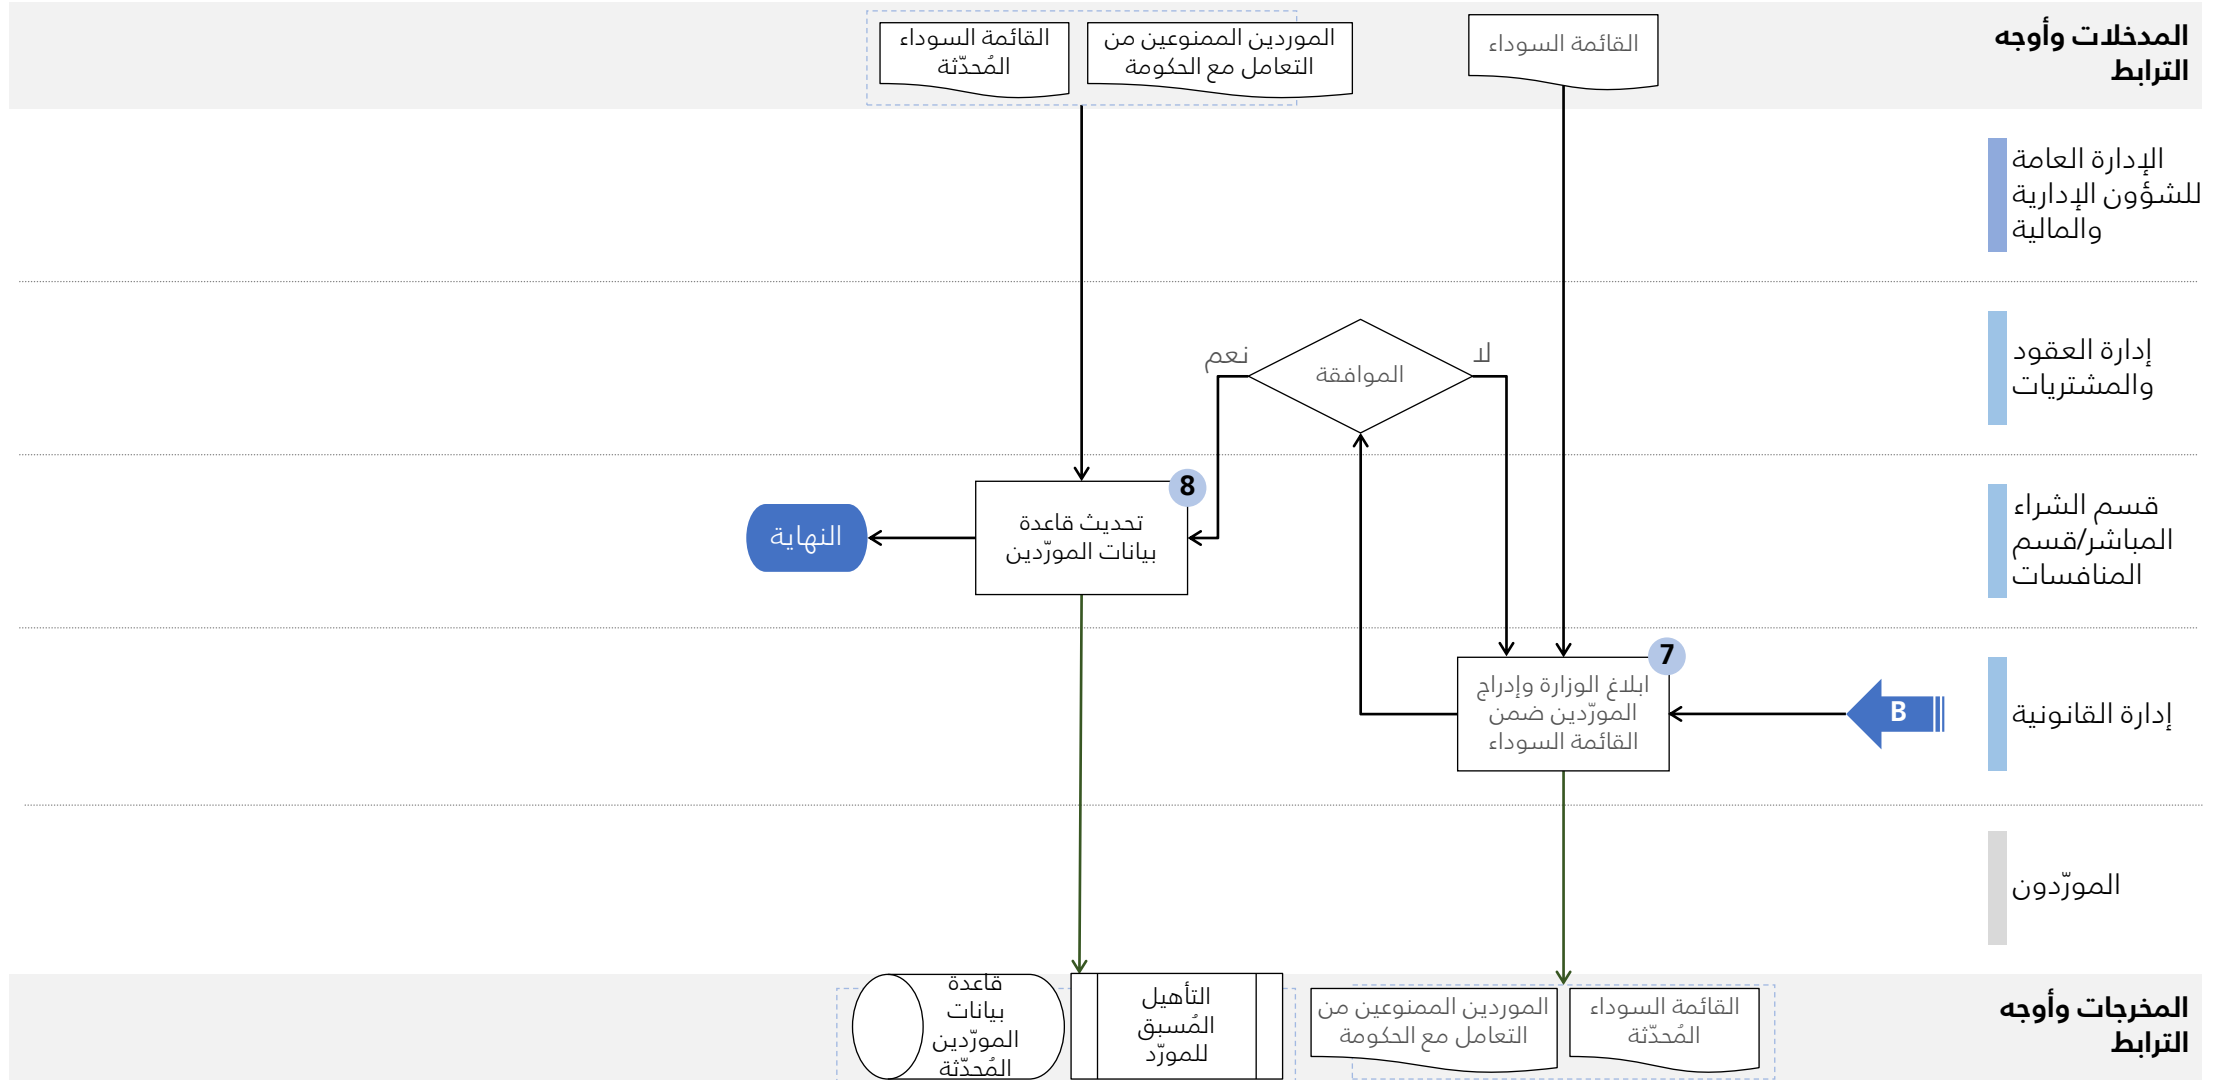 المدخلات وأوجه
الترابط
القائمة السوداء
الموردين الممنوعين من
التعامل مع الحكومة
القائمة السوداء
المُحدّثة
الإدارة العامة
للشؤون الإدارية
والمالية
إدارة العقود
والمشتريات
لا
الموافقة
نعم
قسم الشراء
المباشر/قسم
المنافسات
8
تحديث قاعدة
بيانات المورّدين
النهاية
إدارة القانونية
B
7
ابلاغ الوزارة وإدراج
المورّدين ضمن
القائمة السوداء
المورّدون
المخرجات وأوجه
الترابط
القائمة السوداء
المُحدّثة
الموردين الممنوعين من
التعامل مع الحكومة
التأهيل
المُسبق
للمورّد
قاعدة
بيانات
المورّدين
المُحدّثة